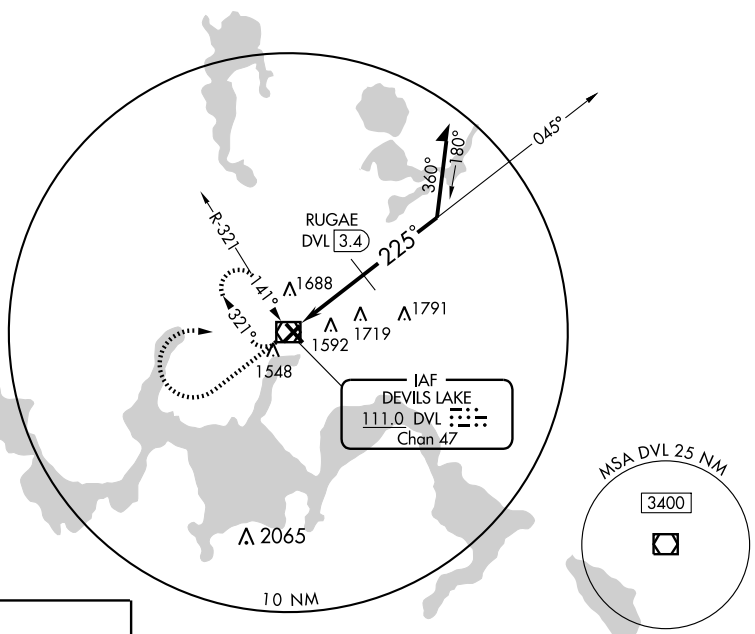 045°
360°
180°
RUGAE
DVL 3.4
225°
R-321
141°
321°
1688
1791
1719
1592
1548
IAF
DEVILS LAKE
111.0 DVL
Chan 47
MSA DVL 25 NM
3400
2065
10 NM